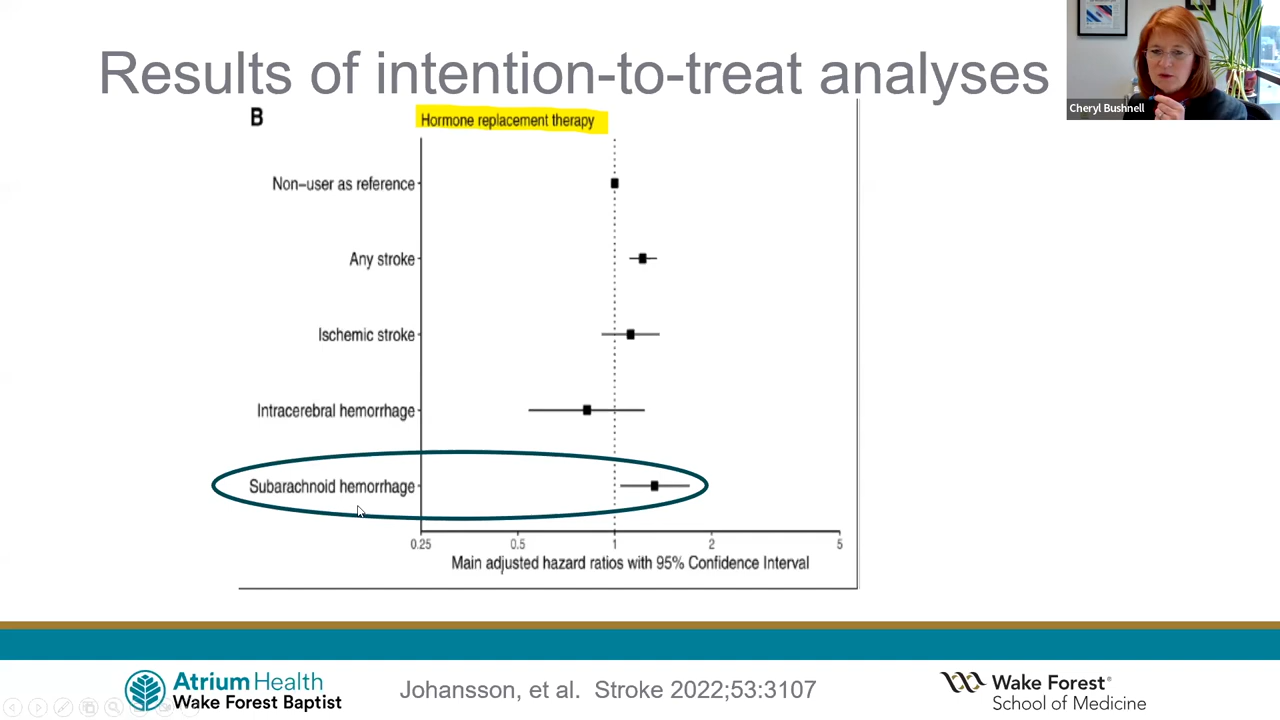 Results of intention-to-treat analyses
Cheryl Bushnell
B
Hormone replacement therapy
Non-user as reference
Any stroke
Ischemic stroke
Intracerebral hemorrhage
Subarachnoid hemorrhage
0.25 0.5 1 2 5
Main adjusted hazard ratios with 95% Confidence Interval
Atrium Health
Wake Forest Baptist
Johansson, et al. Stroke 2022;53:3107
Wake Forest®
School of Medicine